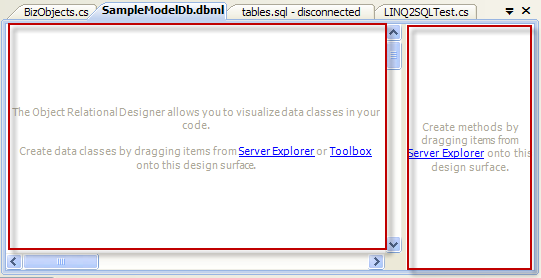 BizObjects.cs SampleModelDb.dbml tables.sql - disconnected LINQ2SQLTest.cs
The Object Relational Designer allows you to visualize data classes in your
code.
Create data classes by dragging items from Server Explorer or Toolbox
onto this design surface.
Create methods by
dragging items from
Server Explorer onto this
design surface.